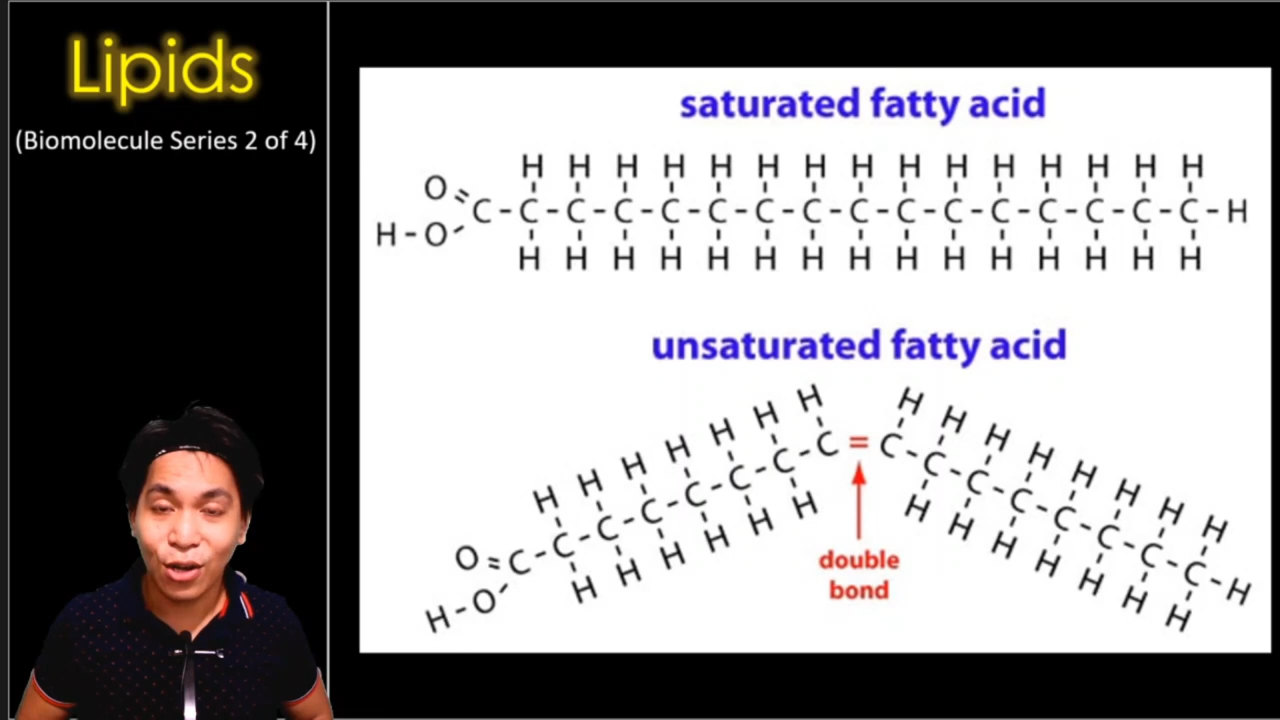 Lipids
(Biomolecule Series 2 of 4)
saturated fatty acid
H H H H H H H H H H H H H H H
O=C-C-C-C-C-C-C-C-C-C-C-C-C-C-C-C-H
H-O
H H H H H H H H H H H H H H H
unsaturated fatty acid
H H H H H H H H H H H H H H H
O=C-C-C-C-C-C-C-C=C-C-C-C-C-C-C-C-H
H-O
H H H H H H H H H H H H H
double
bond